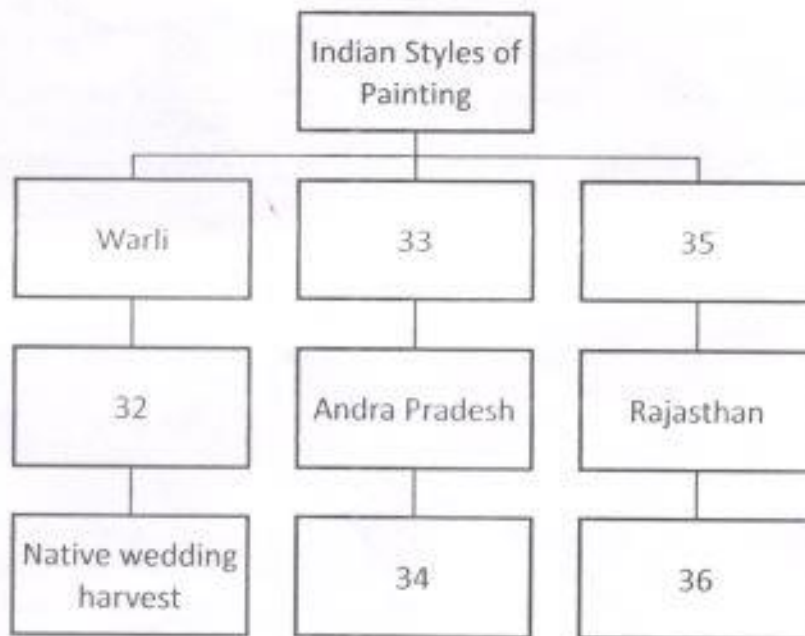 Indian Styles of
Painting
Warli
33
35
32
Andra Pradesh
Rajasthan
Native wedding
harvest
34
36